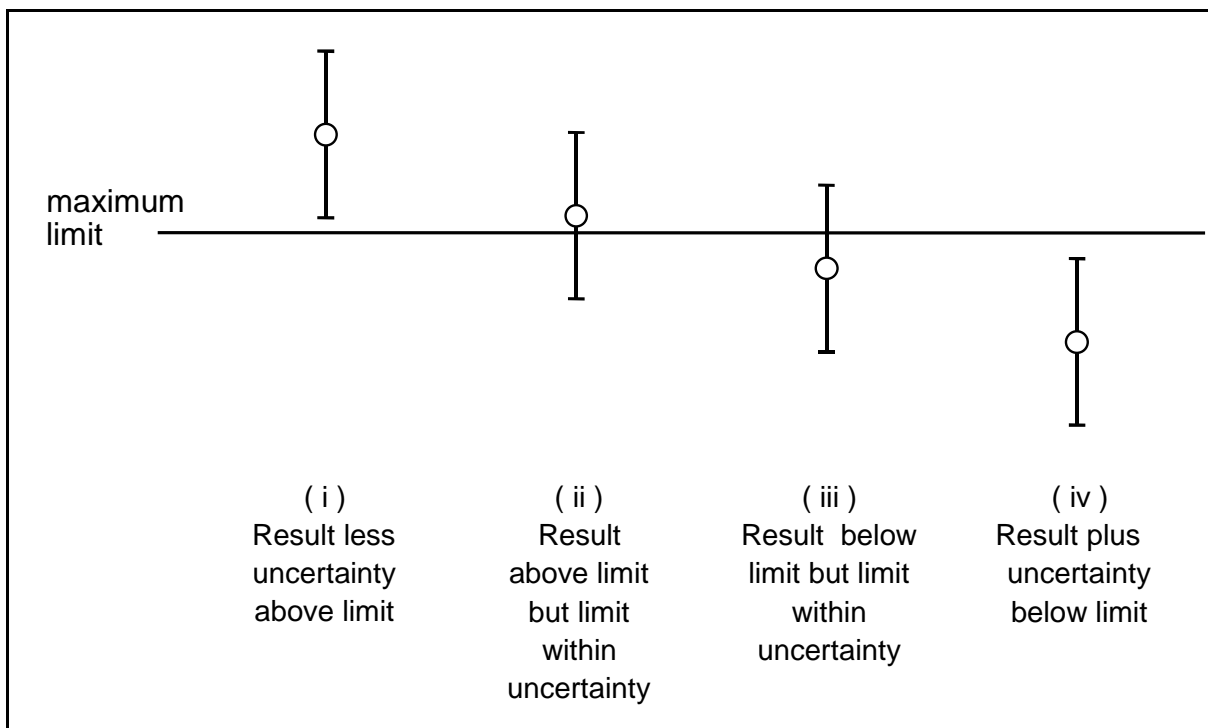 maximum
limit
( i )
Result less
uncertainty
above limit
( ii )
Result
above limit
but limit
within
uncertainty
( iii )
Result below
limit but limit
within
uncertainty
( iv )
Result plus
uncertainty
below limit